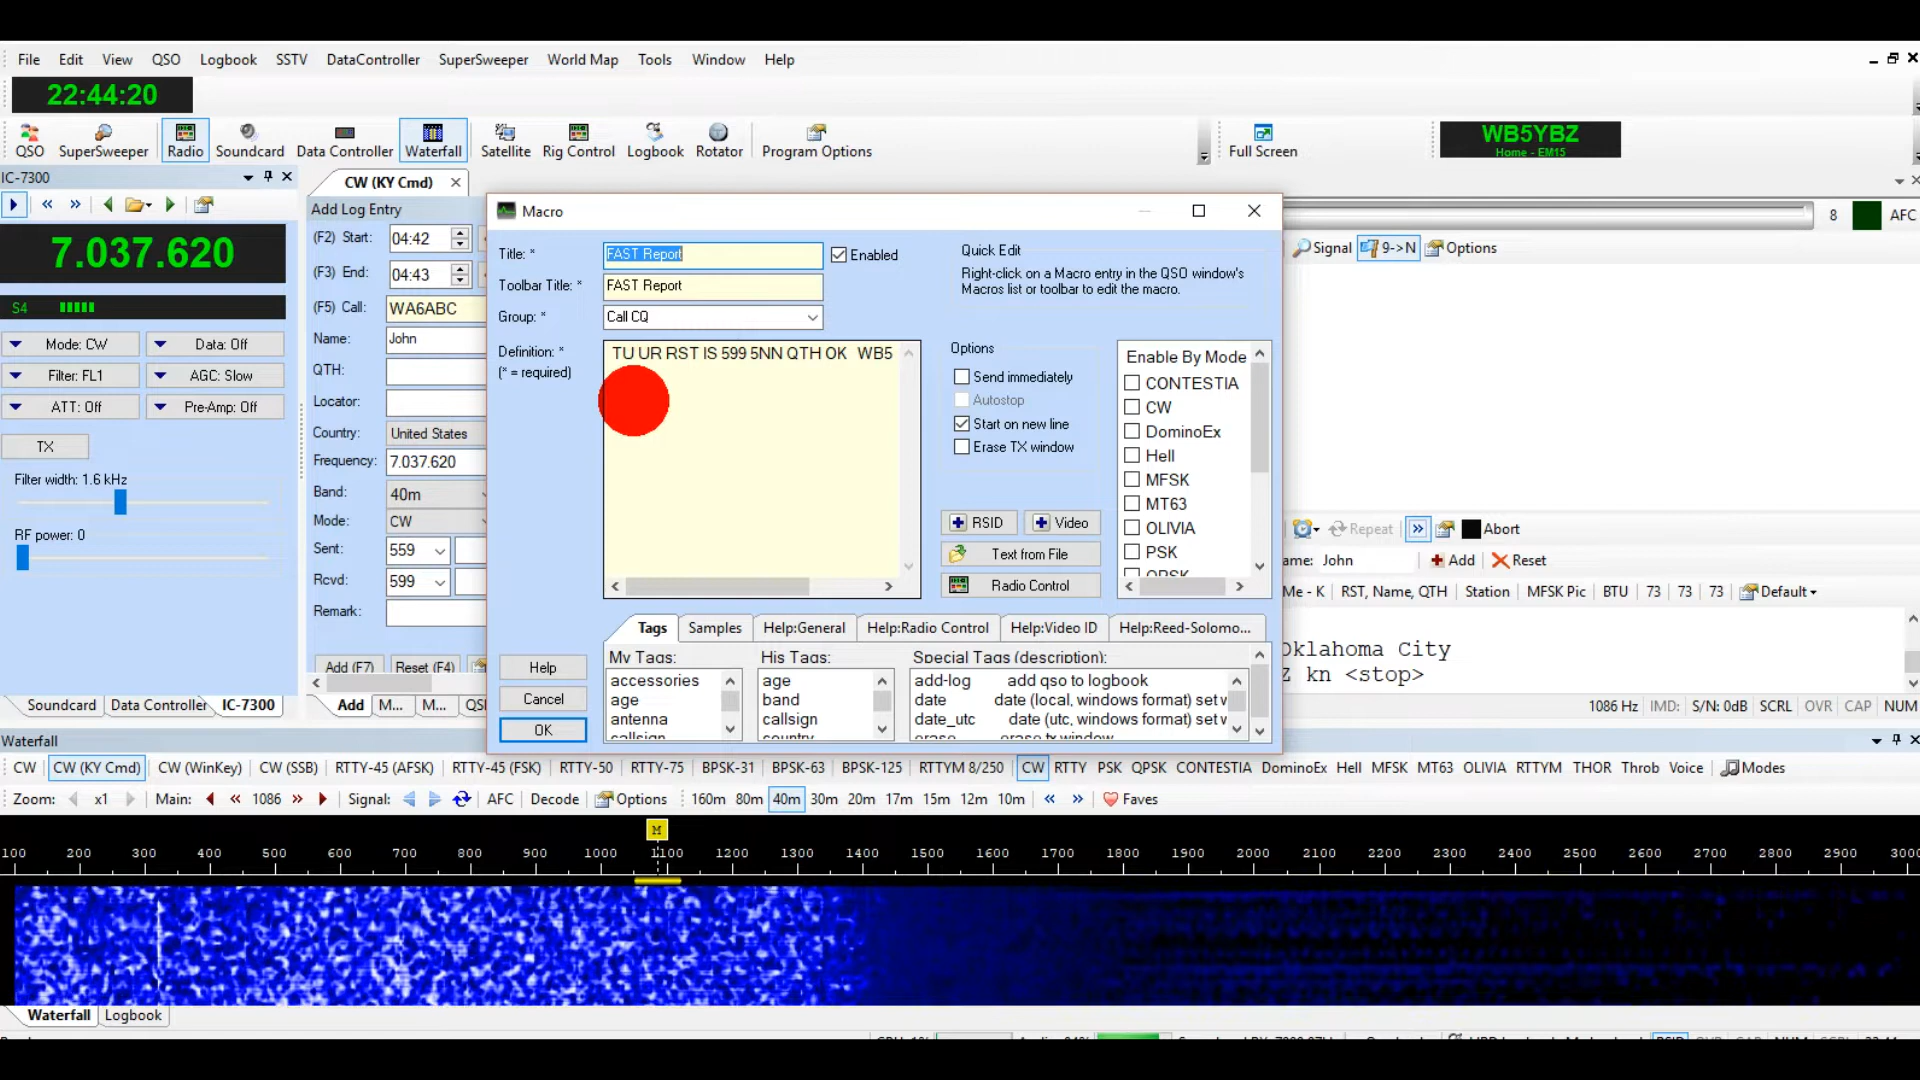 File Edit View QSO Logbook SSTV DataController SuperSweeper World Map Tools Window Help
22:44:20
QSO SuperSweeper Radio Soundcard Data Controller Waterfall Satellite Rig Control Logbook Rotator Program Options Full Screen
WB5YBZ
Home - EM15
IC-7300
7.037.620
S4
Mode: CW Data: Off
Filter: FL1 AGC: Slow
ATT: Off Pre-Amp: Off
TX
Filter width: 1.6 kHz
RF power: 0
Soundcard Data Controller IC-7300
CW (KY Cmd)
Add Log Entry
(F2) Start: 04:42
(F3) End: 04:43
(F5) Call: WA6ABC
Name: John
QTH:
Locator:
Country: United States
Frequency: 7.037.620
Band: 40m
Mode: CW
Sent: 559
Rcvd: 599
Remark:
Add (F7) Reset (F4)
Add M... M...
Macro
Title: * FAST Report Enabled
Toolbar Title: * FAST Report
Group: * Call CQ
Definition: *
(* = required)
TU UR RST IS 599 5NN QTH OK WB5
Quick Edit
Right-click on a Macro entry in the QSO window's
Macros list or toolbar to edit the macro.
Options
Send immediately
Autostop
Start on new line
Erase TX window
RSID Video
Text from File
Radio Control
Enable By Mode
CONTESTIA
CW
DominoEx
Hell
MFSK
MT63
OLIVIA
PSK
QPSK
Tags Samples Help:General Help:Radio Control Help:Video ID Help:Reed-Solomo...
My Tags: His Tags: Special Tags (description):
accessories age add-log add qso to logbook
age band date date (local, windows format) set w
antenna callsign date_utc date (utc, windows format) set w
callsign country erase erase tx window
Help
Cancel
OK
8 AFC
Signal 9->N Options
Repeat Abort
ame: John Add Reset
Me - K RST, Name, QTH Station MFSK Pic BTU 73 73 73 Default
Oklahoma City
Z kn <stop>
1086 Hz IMD: S/N: 0dB SCRL OVR CAP NUM
Waterfall
CW CW (KY Cmd) CW (WinKey) CW (SSB) RTTY-45 (AFSK) RTTY-45 (FSK) RTTY-50 RTTY-75 BPSK-31 BPSK-63 BPSK-125 RTTYM 8/250 CW RTTY PSK QPSK CONTESTIA DominoEx Hell MFSK MT63 OLIVIA RTTYM THOR Throb Voice Modes
Zoom: x1 Main: 1086 Signal: AFC Decode Options 160m 80m 40m 30m 20m 17m 15m 12m 10m Faves
M
100 200 300 400 500 600 700 800 900 1000 1100 1200 1300 1400 1500 1600 1700 1800 1900 2000 2100 2200 2300 2400 2500 2600 2700 2800 2900 3000
Waterfall Logbook